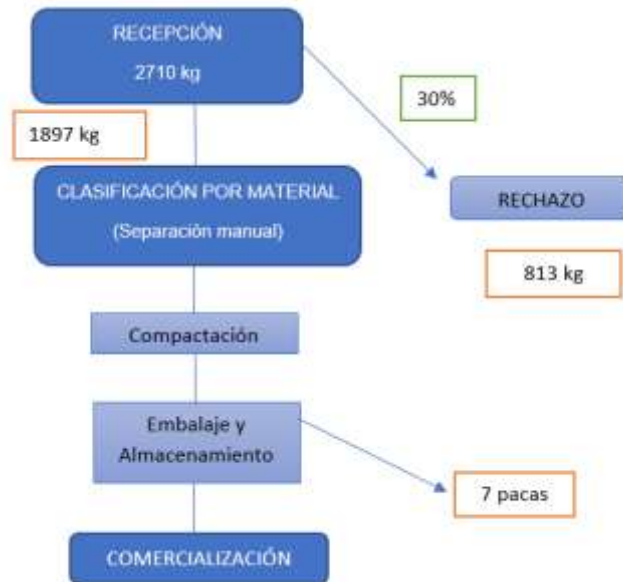 RECEPCIÓN
2710 kg
30%
1897 kg
CLASIFICACIÓN POR MATERIAL
(Separación manual)
RECHAZO
813 kg
Compactación
Embalaje y
Almacenamiento
7 pacas
COMERCIALIZACIÓN